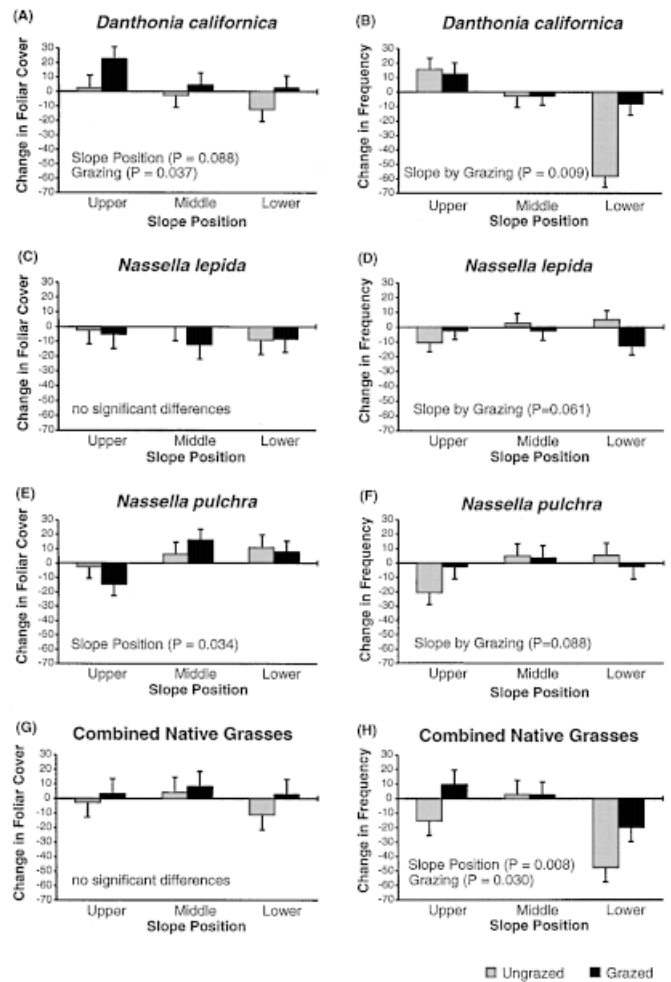 (A)
Danthonia californica
Change in Foliar Cover
30
20
10
0
-10
-20
-30
-40
-50
-60
-70
Slope Position (P = 0.088)
Grazing (P = 0.037)
Upper Middle Lower
Slope Position
(B)
Danthonia californica
Change in Frequency
30
20
10
0
-10
-20
-30
-40
-50
-60
-70
Slope by Grazing (P = 0.009)
Upper Middle Lower
Slope Position
(C)
Nassella lepida
Change in Foliar Cover
30
20
10
0
-10
-20
-30
-40
-50
-60
-70
no significant differences
Upper Middle Lower
Slope Position
(D)
Nassella lepida
Change in Frequency
30
20
10
0
-10
-20
-30
-40
-50
-60
-70
Slope by Grazing (P=0.061)
Upper Middle Lower
Slope Position
(E)
Nassella pulchra
Change in Foliar Cover
30
20
10
0
-10
-20
-30
-40
-50
-60
-70
Slope Position (P = 0.034)
Upper Middle Lower
Slope Position
(F)
Nassella pulchra
Change in Frequency
30
20
10
0
-10
-20
-30
-40
-50
-60
-70
Slope by Grazing (P=0.088)
Upper Middle Lower
Slope Position
(G)
Combined Native Grasses
Change in Foliar Cover
30
20
10
0
-10
-20
-30
-40
-50
-60
-70
no significant differences
Upper Middle Lower
Slope Position
(H)
Combined Native Grasses
Change in Frequency
30
20
10
0
-10
-20
-30
-40
-50
-60
-70
Slope Position (P = 0.008)
Grazing (P = 0.030)
Upper Middle Lower
Slope Position
Ungrazed Grazed